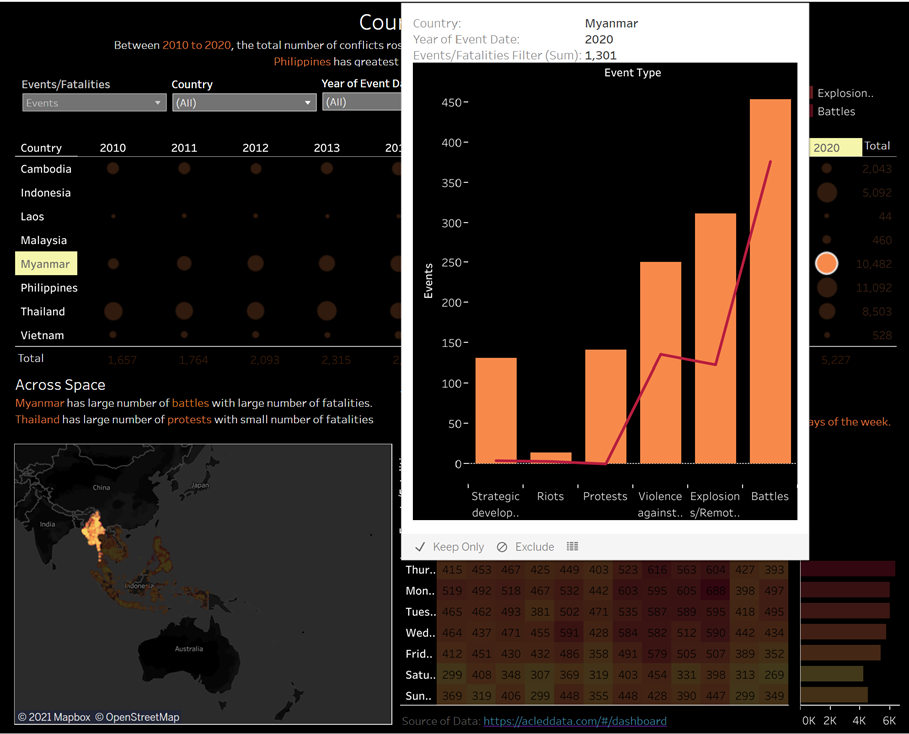 Cou
Between 2010 to 2020, the total number of conflicts ros
Philippines has greatest
Events/Fatalities
Country
Year of Event D
Events
(All)
(All)
Country: Myanmar
Year of Event Date: 2020
Events/Fatalities Filter (Sum): 1,301
Event Type
Events
450
400
350
300
250
200
150
100
50
0
Strategic develop.. Riots Protests Violence against.. Explosion s/Remot.. Battles
Keep Only Exclude
Explosion..
Battles
Country 2010 2011 2012 2013 201 2020 Total
Cambodia 2,043
Indonesia 5,092
Laos 44
Malaysia 460
Myanmar 10,482
Philippines 11,092
Thailand 8,503
Vietnam 528
Total 1,657 1,764 2,093 2,315 2, 5,227
Across Space
Myanmar has large number of battles with large number of fatalities.
Thailand has large number of protests with small number of fatalities
ays of the week.
China
Japan
India
Indonesia
Australia
© 2021 Mapbox © OpenStreetMap
Thur.. 415 453 467 425 449 403 523 616 563 604 427 393
Mon.. 519 492 518 467 532 442 603 595 605 688 398 497
Tues.. 465 462 493 381 502 471 535 587 589 595 418 495
Wed.. 464 437 471 455 591 428 584 582 512 590 442 434
Frid.. 412 451 430 432 486 358 491 579 505 507 389 352
Satu.. 299 408 348 307 369 319 403 454 331 398 313 269
Sun.. 369 319 406 299 448 355 448 428 390 447 299 349
0K 2K 4K 6K
Source of Data: https://acleddata.com/#/dashboard